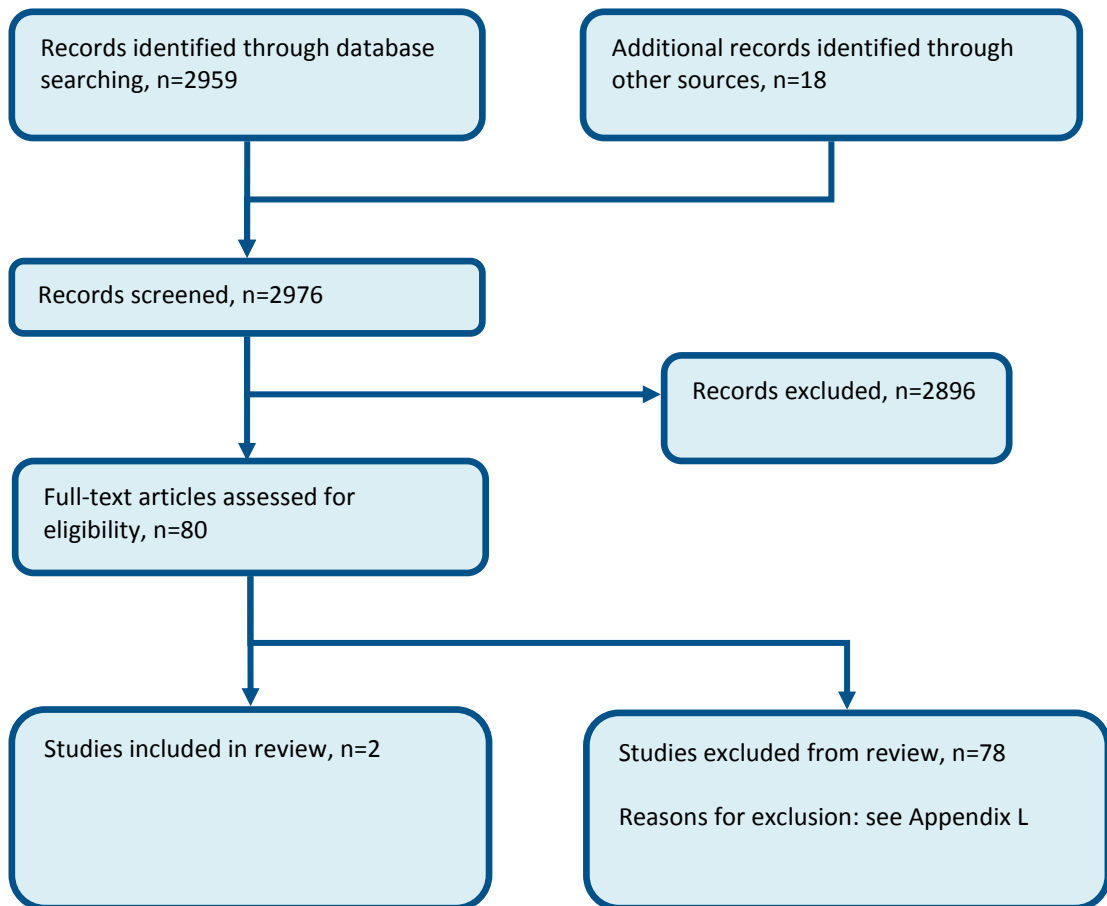 Records identified through database
searching, n=2959
Additional records identified through
other sources, n=18
Records screened, n=2976
Records excluded, n=2896
Full-text articles assessed for
eligibility, n=80
Studies included in review, n=2
Studies excluded from review, n=78
Reasons for exclusion: see Appendix L